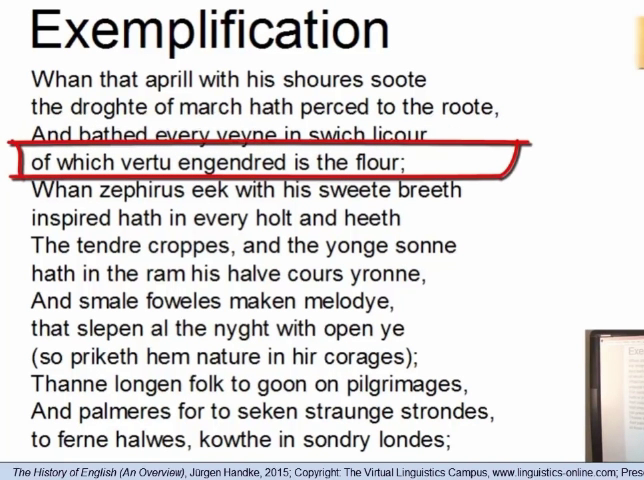 Exemplification
Whan that aprill with his shoures soote
the droghte of march hath perced to the roote,
And bathed every veyne in swich licour
of which vertu engendred is the flour;
Whan zephirus eek with his sweete breeth
inspired hath in every holt and heeth
The tendre croppes, and the yonge sonne
hath in the ram his halve cours yronne,
And smale foweles maken melodye,
that slepen al the nyght with open ye
(so priketh hem nature in hir corages);
Thanne longen folk to goon on pilgrimages,
And palmeres for to seken straunge strondes,
to ferne halwes, kowthe in sondry londes;
The History of English (An Overview), Jürgen Handke, 2015; Copyright: The Virtual Linguistics Campus, www.linguistics-online.com;